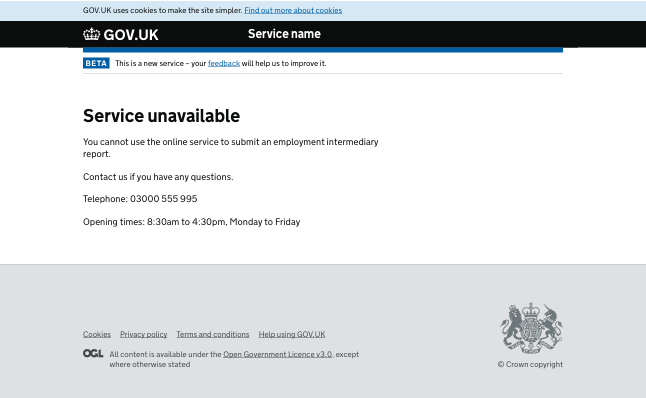 GOV.UK uses cookies to make the site simpler. Find out more about cookies
GOV.UK Service name
BETA This is a new service – your feedback will help us to improve it.
Service unavailable
You cannot use the online service to submit an employment intermediary
report.
Contact us if you have any questions.
Telephone: 03000 555 995
Opening times: 8:30am to 4:30pm, Monday to Friday
Cookies Privacy policy Terms and conditions Help using GOV.UK
OGL All content is available under the Open Government Licence v3.0, except
where otherwise stated
© Crown copyright